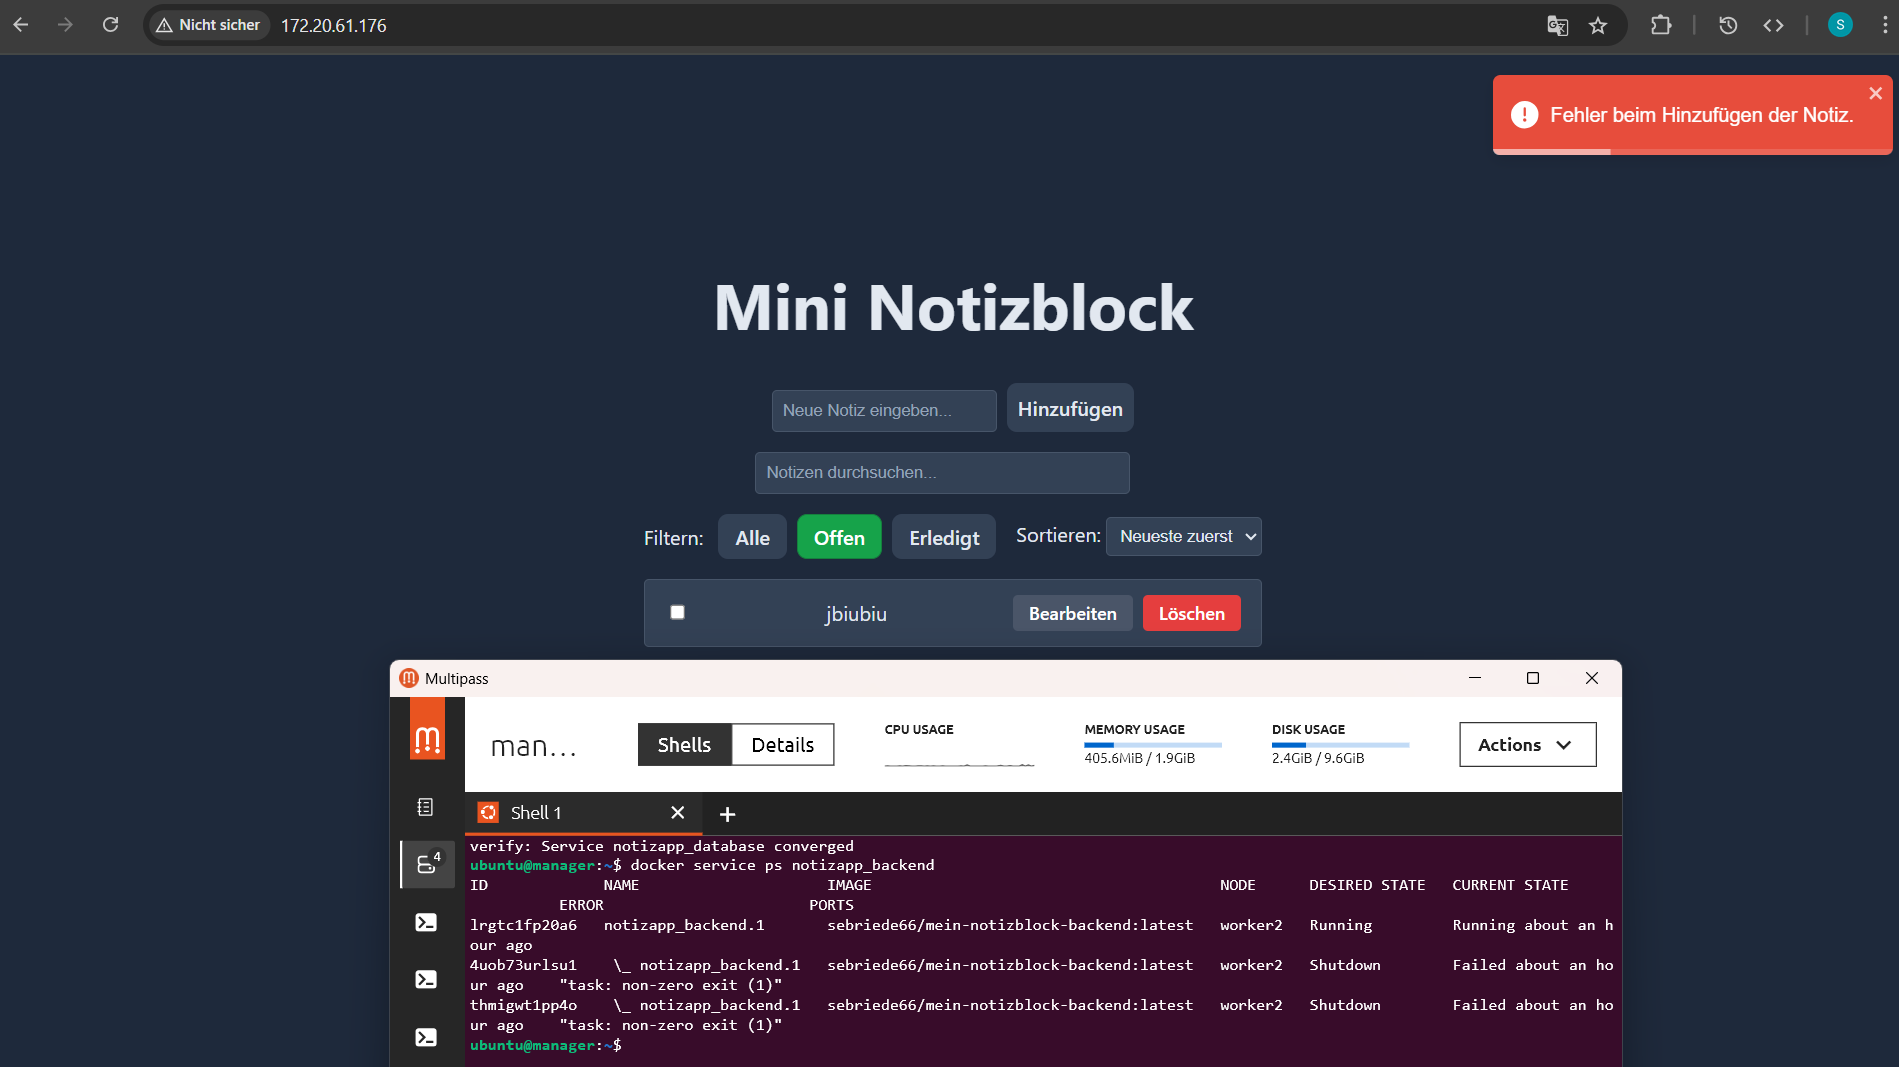 Nicht sicher 172.20.61.176 S
Fehler beim Hinzufügen der Notiz.
Mini Notizblock
Neue Notiz eingeben... Hinzufügen
Notizen durchsuchen...
Filtern: Alle Offen Erledigt Sortieren: Neueste zuerst
jbiubiu Bearbeiten Löschen
Multipass
man... Shells Details CPU USAGE MEMORY USAGE DISK USAGE Actions
405.6MiB / 1.9GiB 2.4GiB / 9.6GiB
Shell 1
4
verify: Service notizapp_database converged
ubuntu@manager:~$ docker service ps notizapp_backend
ID NAME IMAGE NODE DESIRED STATE CURRENT STATE
ERROR PORTS
lrgtc1fp20a6 notizapp_backend.1 sebriede66/mein-notizblock-backend:latest worker2 Running Running about an h
our ago
4uob73urlsu1 \_ notizapp_backend.1 sebriede66/mein-notizblock-backend:latest worker2 Shutdown Failed about an ho
ur ago "task: non-zero exit (1)"
thmigwt1pp4o \_ notizapp_backend.1 sebriede66/mein-notizblock-backend:latest worker2 Shutdown Failed about an ho
ur ago "task: non-zero exit (1)"
ubuntu@manager:~$